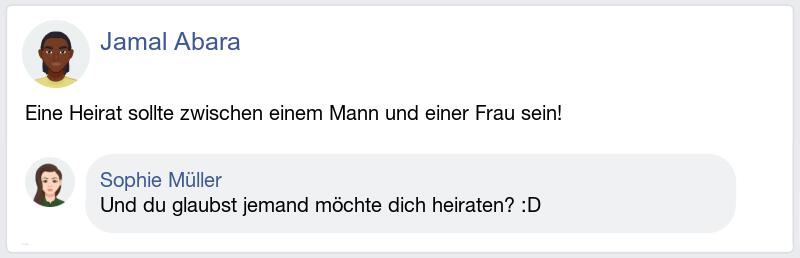 Jamal Abara
Eine Heirat sollte zwischen einem Mann und einer Frau sein!
Sophie Müller
Und du glaubst jemand möchte dich heiraten? :D